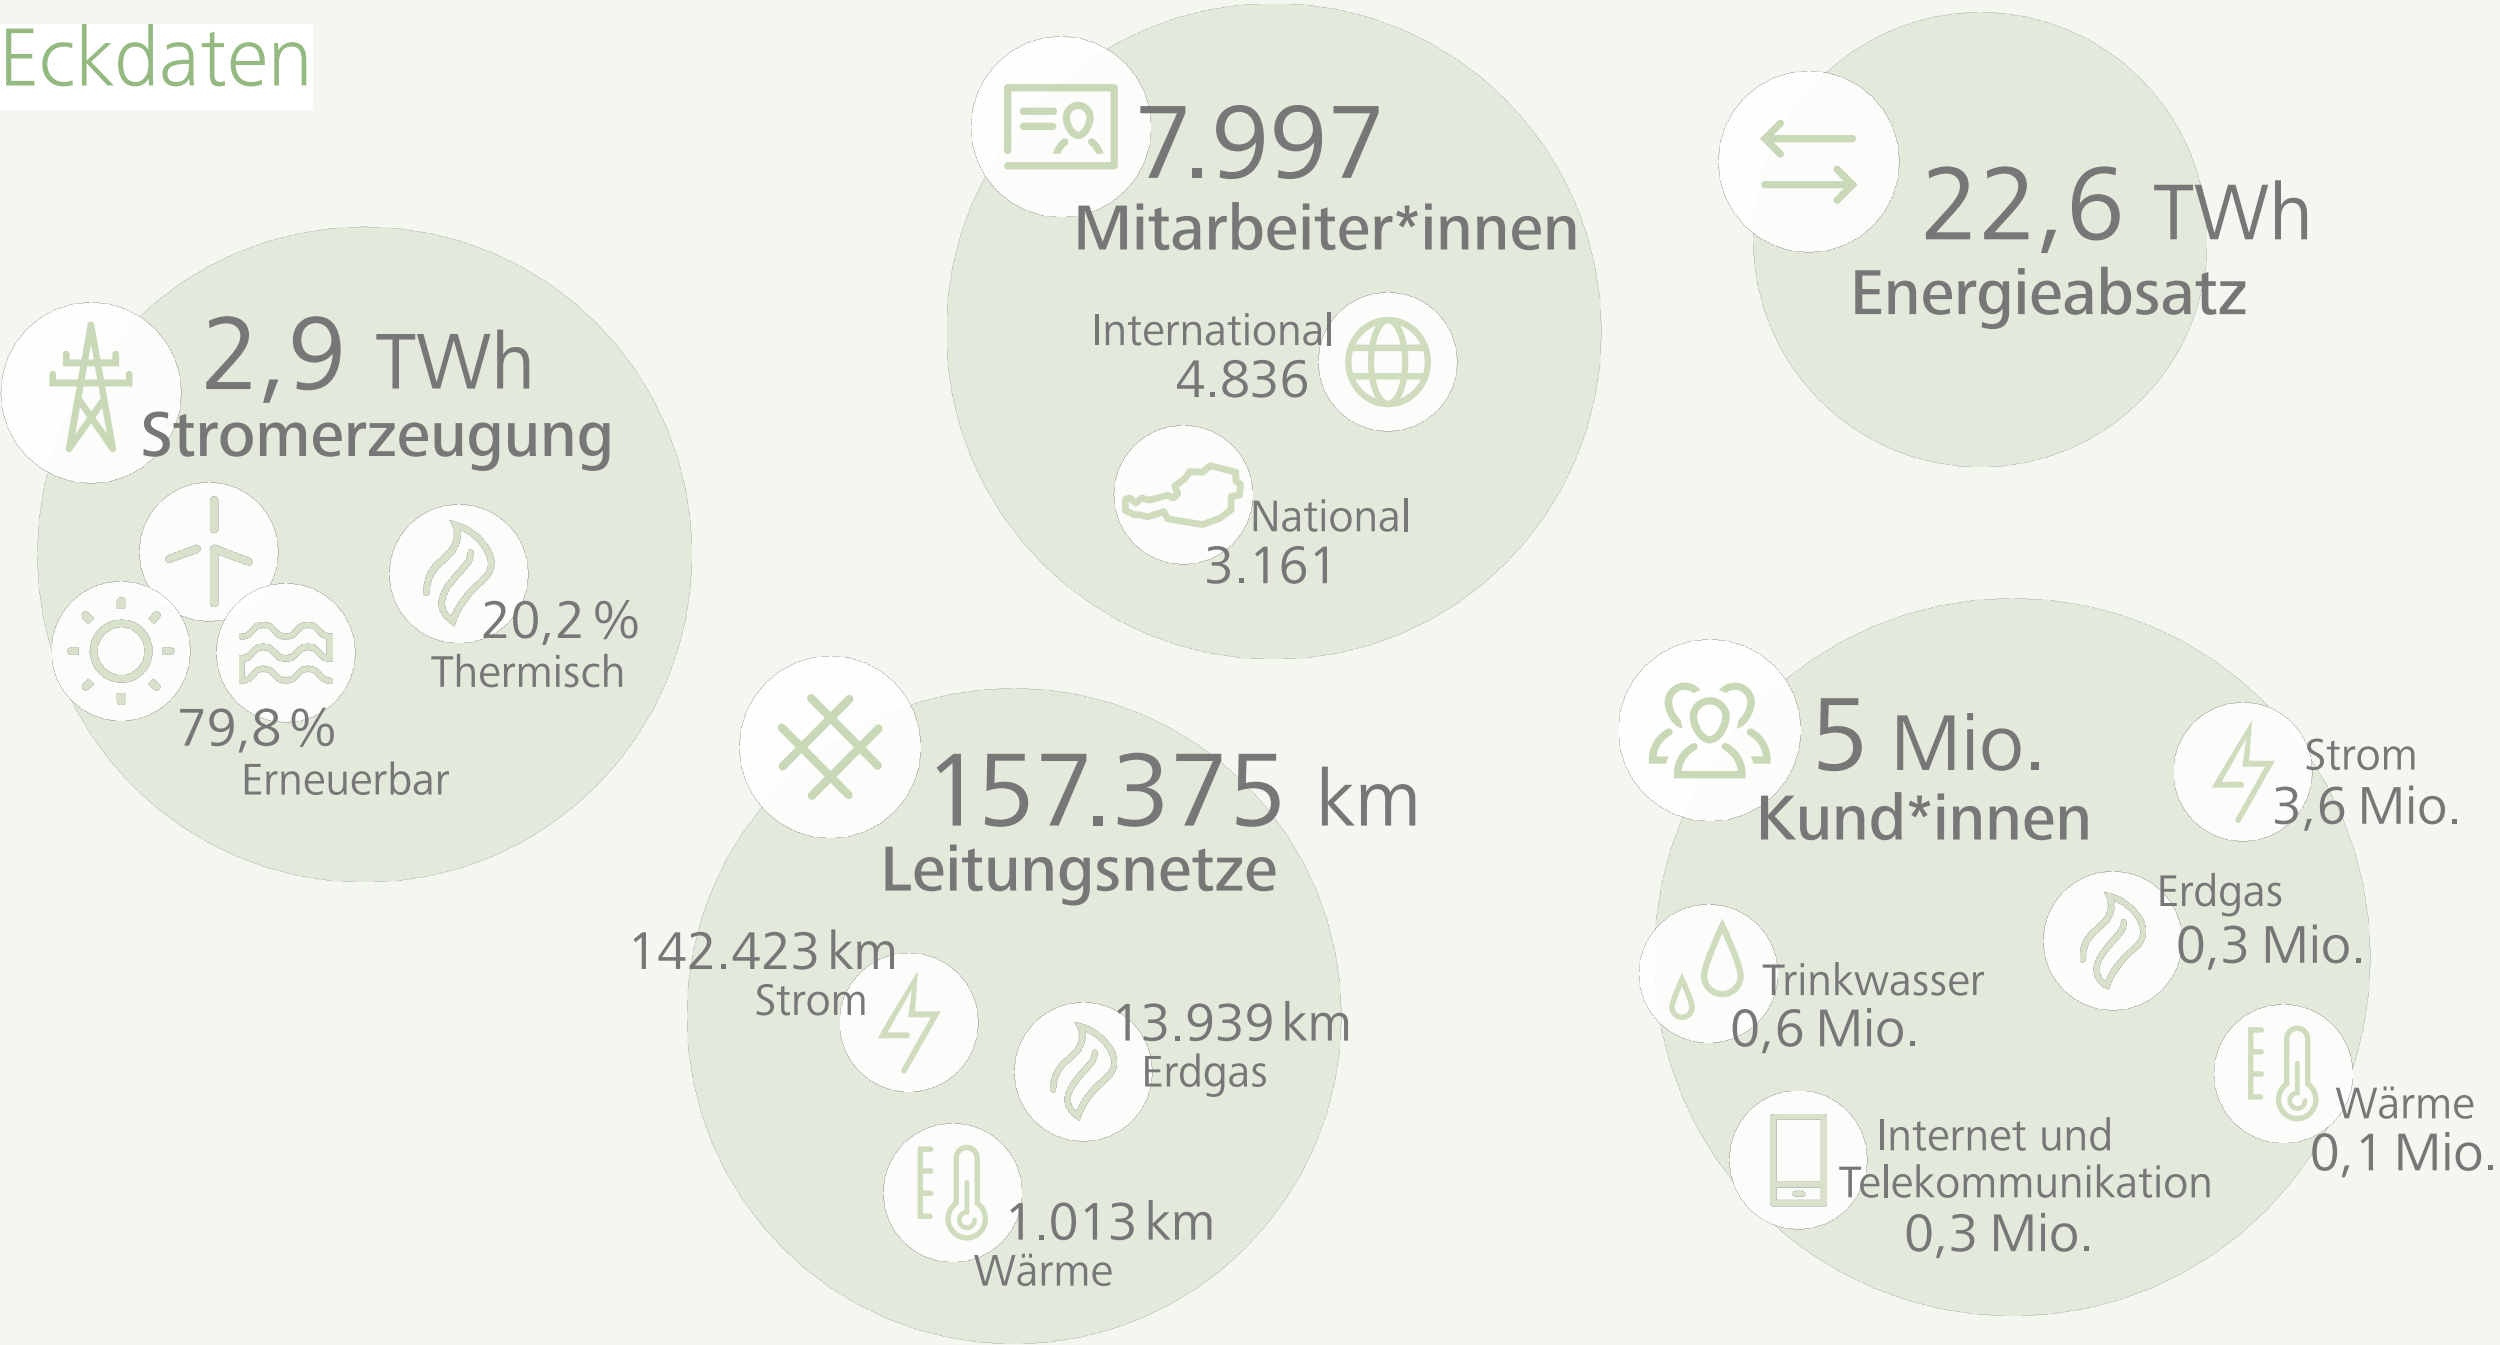 Eckdaten
2,9 TWh
Stromerzeugung
20,2 %
Thermisch
79,8 %
Erneuerbar
7.997
Mitarbeiter*innen
International
4.836
National
3.161
22,6 TWh
Energieabsatz
157.375 km
Leitungsnetze
142.423 km
Strom
13.939 km
Erdgas
1.013 km
Wärme
5 Mio.
Kund*innen
Strom
3,6 Mio.
Erdgas
0,3 Mio.
Trinkwasser
0,6 Mio.
Wärme
0,1 Mio.
Internet und
Telekommunikation
0,3 Mio.